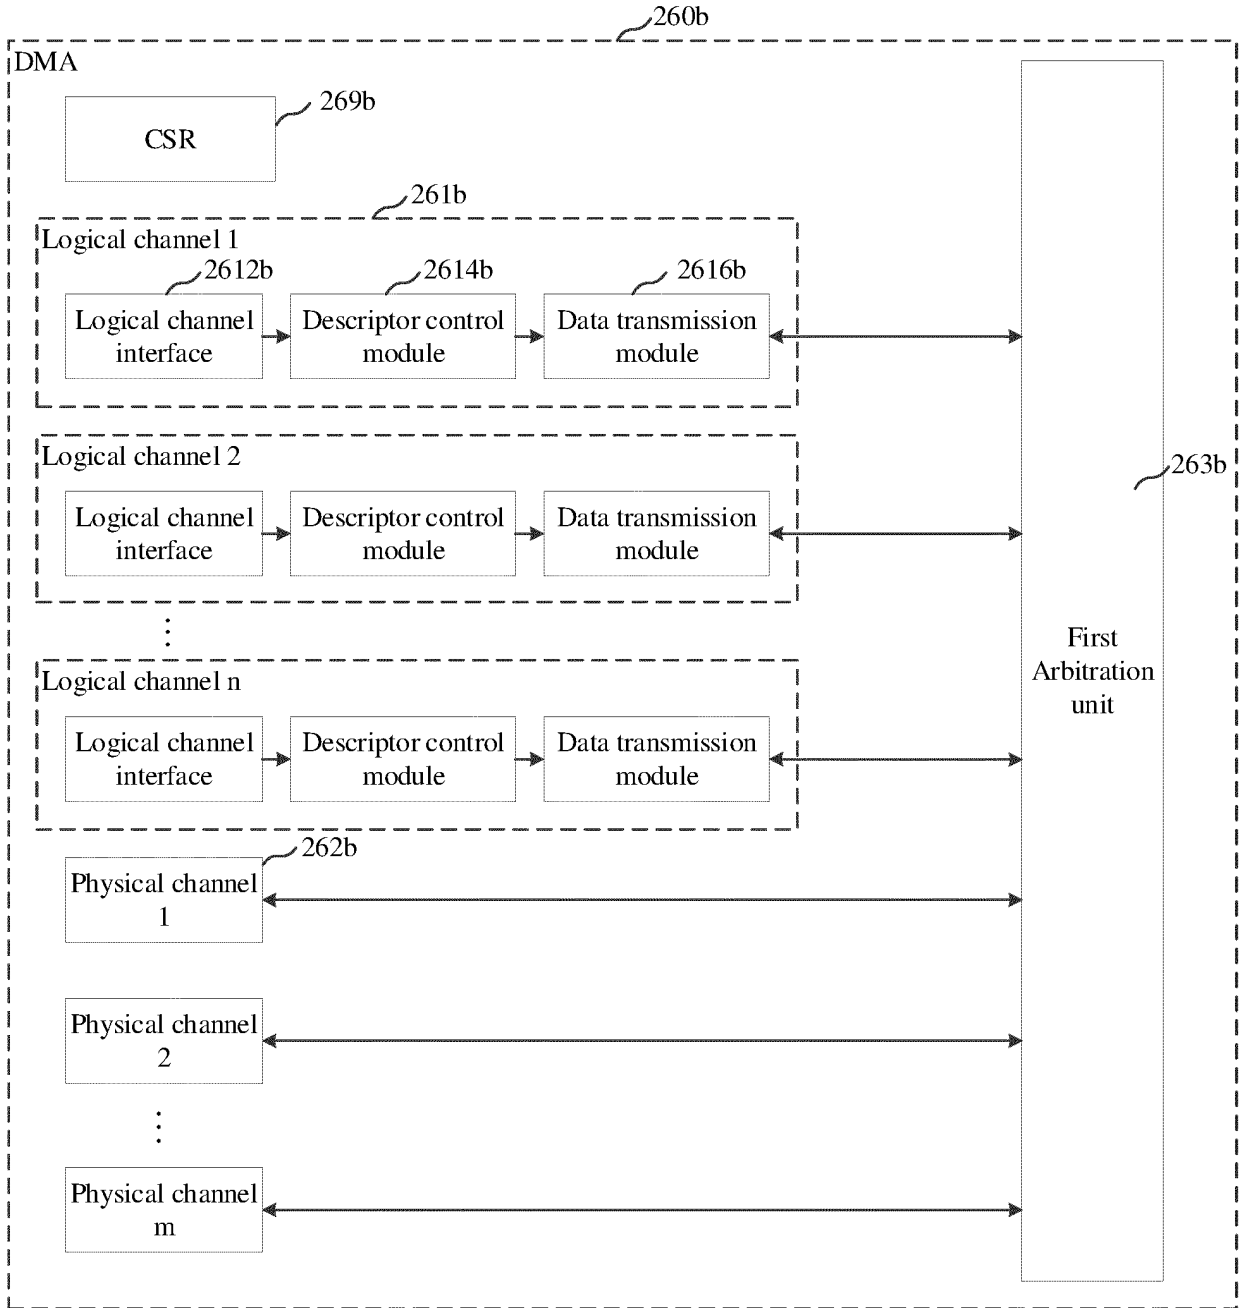 260b
DMA
269b
CSR
261b
Logical channel 1
2612b
2614b
2616b
Logical channel
interface
Descriptor control
module
Data transmission
module
Logical channel 2
263b
Logical channel
interface
Descriptor control
module
Data transmission
module
⋮
First
Arbitration
unit
Logical channel n
Logical channel
interface
Descriptor control
module
Data transmission
module
262b
Physical channel
1
Physical channel
2
⋮
Physical channel
m